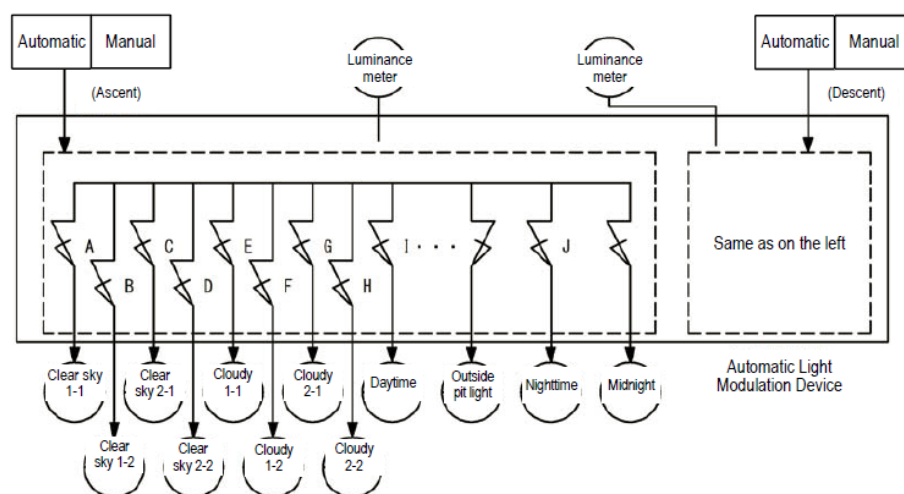 Automatic
Manual
(Ascent)
Luminance
meter
Luminance
meter
Automatic
Manual
(Descent)
A
C
E
G
I···
J
B
D
F
H
Same as on the left
Clear sky
1-1
Clear
sky 2-1
Cloudy
1-1
Cloudy
2-1
Daytime
Outside
pit light
Nighttime
Midnight
Automatic Light
Modulation Device
Clear
sky 1-2
Clear
sky 2-2
Cloudy
1-2
Cloudy
2-2